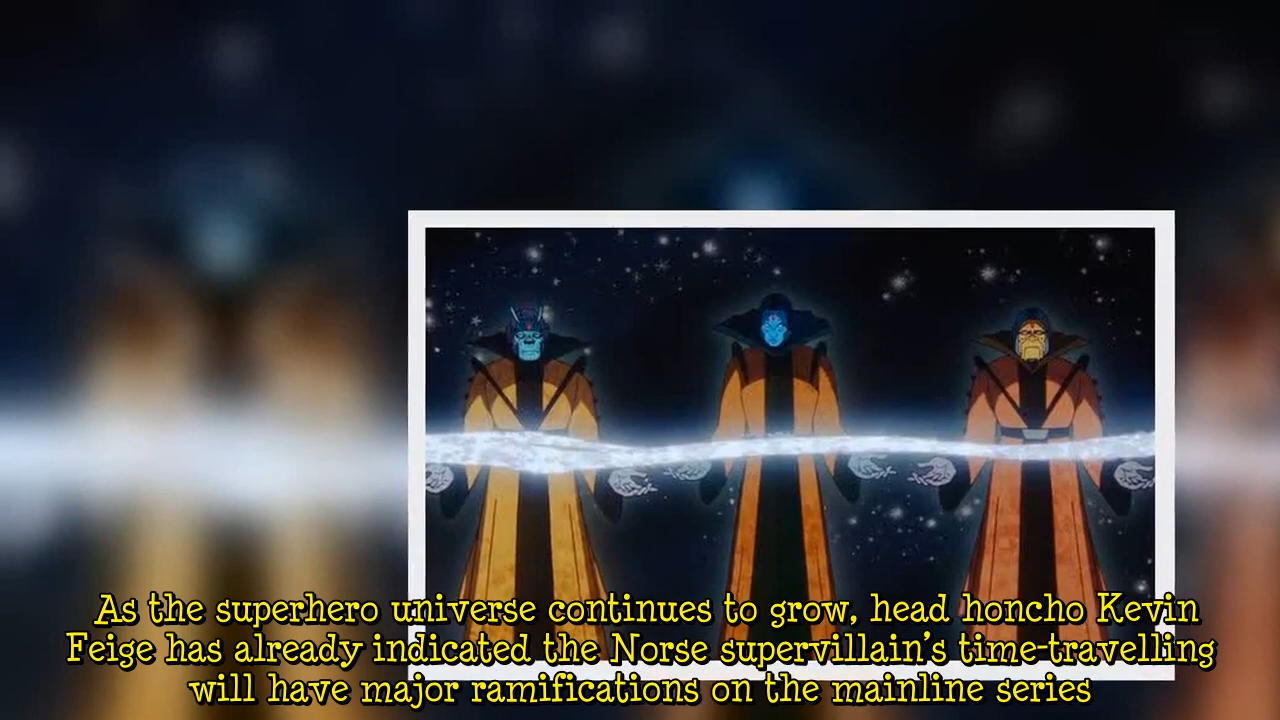 As the superhero universe continues to grow, head honcho Kevin
Feige has already indicated the Norse supervillain's time-travelling
will have major ramifications on the mainline series